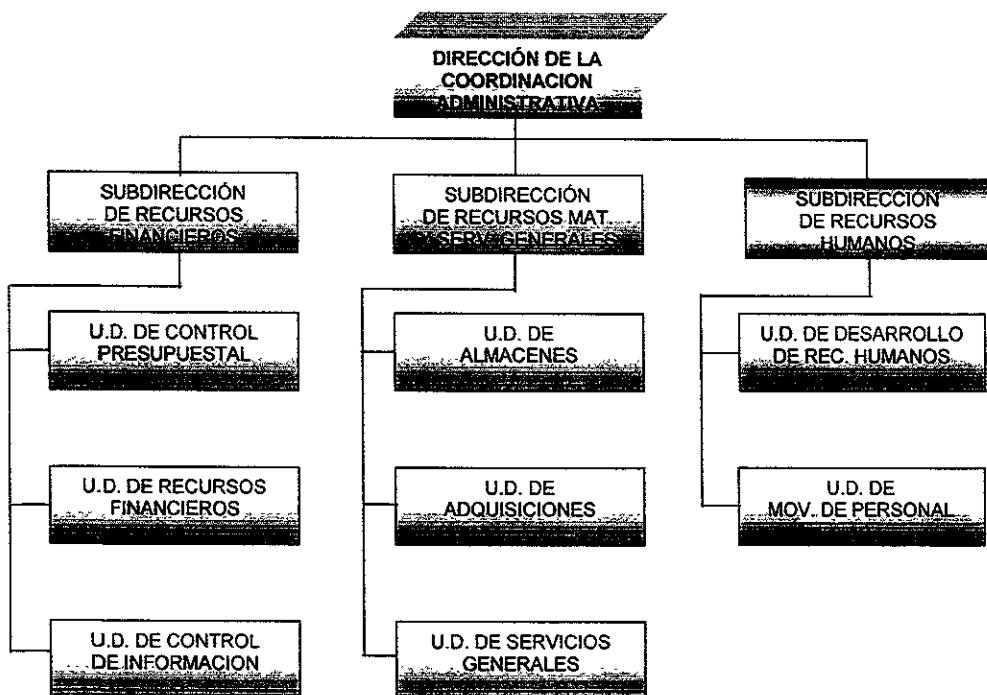 DIRECCIÓN DE LA
COORDINACION
ADMINISTRATIVA
SUBDIRECCIÓN
DE RECURSOS
FINANCIEROS
SUBDIRECCIÓN
DE RECURSOS MAT.
Y SERV. GENERALES
SUBDIRECCIÓN
DE RECURSOS
HUMANOS
U.D. DE CONTROL
PRESUPUESTAL
U.D. DE
ALMACENES
U.D. DE DESARROLLO
DE REC. HUMANOS
U.D. DE RECURSOS
FINANCIEROS
U.D. DE
ADQUISICIONES
U.D. DE
MOV. DE PERSONAL
U.D. DE CONTROL
DE INFORMACION
U.D. DE SERVICIOS
GENERALES